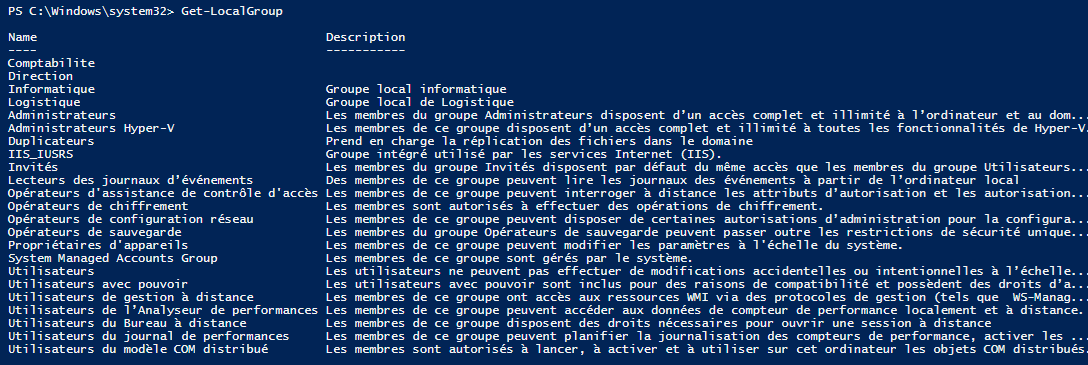 PS C:\Windows\system32> Get-LocalGroup
Name Description
---- -----------
Comptabilite
Direction
Informatique Groupe local informatique
Logistique Groupe local de Logistique
Administrateurs Les membres du groupe Administrateurs disposent d’un accès complet et illimité à l’ordinateur et au dom...
Administrateurs Hyper-V Les membres de ce groupe disposent d’un accès complet et illimité à toutes les fonctionnalités de Hyper-V.
Duplicateurs Prend en charge la réplication des fichiers dans le domaine
IIS_IUSRS Groupe intégré utilisé par les services Internet (IIS).
Invités Les membres du groupe Invités disposent par défaut du même accès que les membres du groupe Utilisateurs...
Lecteurs des journaux d’événements Des membres de ce groupe peuvent lire les journaux des événements à partir de l’ordinateur local
Opérateurs d’assistance de contrôle d’accès Les membres de ce groupe peuvent interroger à distance les attributs d’autorisation et les autorisation...
Opérateurs de chiffrement Les membres sont autorisés à effectuer des opérations de chiffrement.
Opérateurs de configuration réseau Les membres de ce groupe peuvent disposer de certaines autorisations d’administration pour la configura...
Opérateurs de sauvegarde Les membres du groupe Opérateurs de sauvegarde peuvent passer outre les restrictions de sécurité unique...
Propriétaires d'appareils Les membres de ce groupe peuvent modifier les paramètres à l'échelle du système.
System Managed Accounts Group Les membres de ce groupe sont gérés par le système.
Utilisateurs Les utilisateurs ne peuvent pas effectuer de modifications accidentelles ou intentionnelles à l’échelle...
Utilisateurs avec pouvoir Les utilisateurs avec pouvoir sont inclus pour des raisons de compatibilité et possèdent des droits d’a...
Utilisateurs de gestion à distance Les membres de ce groupe ont accès aux ressources WMI via des protocoles de gestion (tels que  WS-Manag...
Utilisateurs de l’Analyseur de performances Les membres de ce groupe peuvent accéder aux données de compteur de performance localement et à distance.
Utilisateurs du Bureau à distance Les membres de ce groupe disposent des droits nécessaires pour ouvrir une session à distance
Utilisateurs du journal de performances Les membres de ce groupe peuvent planifier la journalisation des compteurs de performance, activer les ...
Utilisateurs du modèle COM distribué Les membres sont autorisés à lancer, à activer et à utiliser sur cet ordinateur les objets COM distribués.